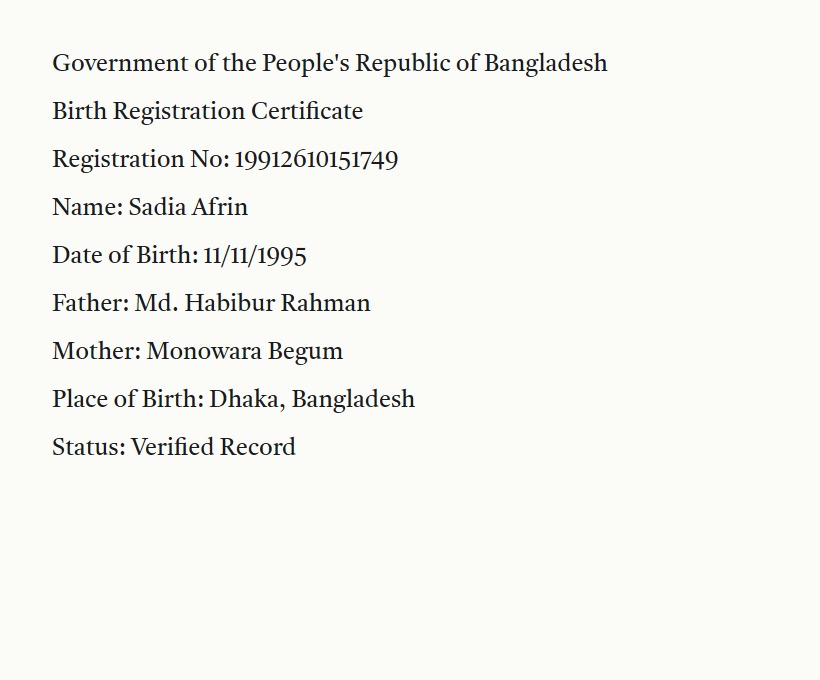 Government of the People's Republic of Bangladesh
Birth Registration Certificate
Registration No: 19912610151749
Name: Sadia Afrin
Date of Birth: 11/11/1995
Father: Md. Habibur Rahman
Mother: Monowara Begum
Place of Birth: Dhaka, Bangladesh
Status: Verified Record